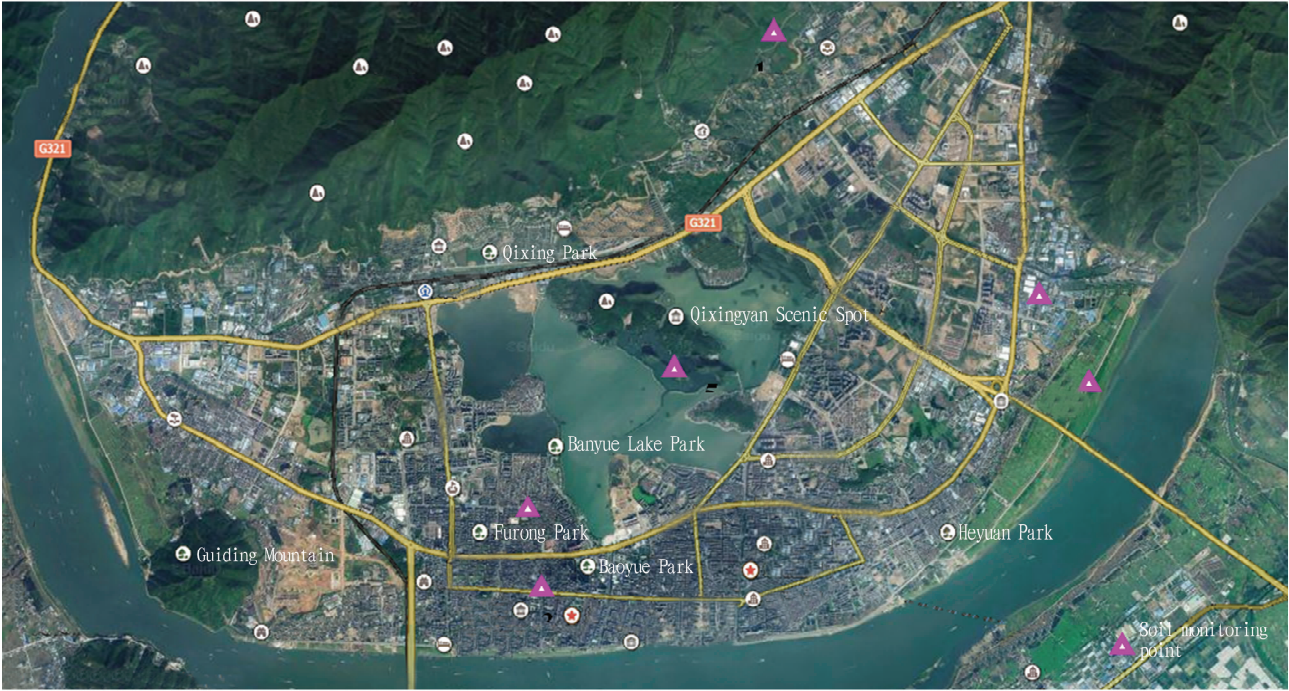 G321
G321
Qixing Park
Qixingyan Scenic Spot
Banyue Lake Park
Furong Park
Heyuan Park
Guiding Mountain
Baoyue Park
Soil monitoring
point